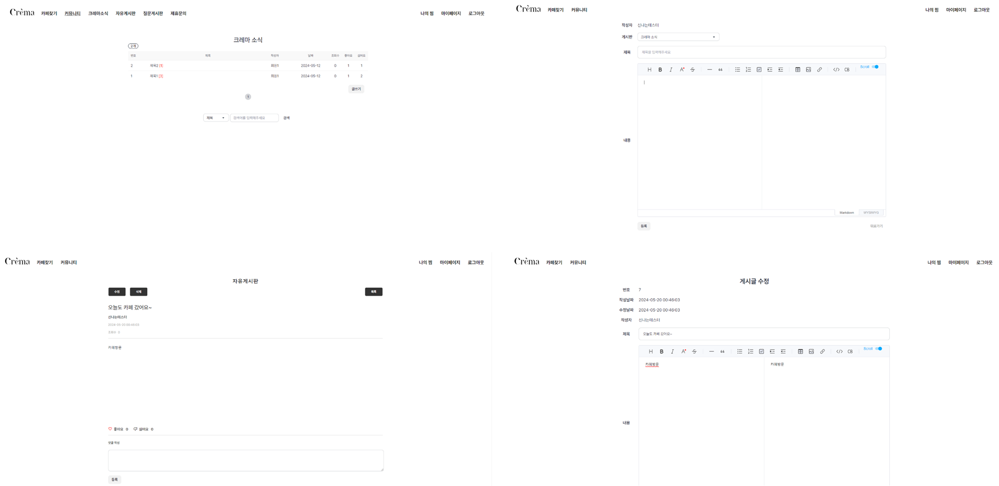 Crèma 카페찾기 커뮤니티 크레마소식 자유게시판 질문게시판 제휴문의 나의 찜 마이페이지 로그아웃
크레마 소식
2개
번호 제목 작성자 날짜 조회수 좋아요 싫어요
2 제목2 [1] 회원1 2024-05-12 0 1 1
1 제목1 [3] 회원1 2024-05-12 0 1 2
글쓰기
1
제목 검색어를 입력해주세요 검색
Crèma 카페찾기 커뮤니티 나의 찜 마이페이지 로그아웃
작성자 신나는테스터
게시판 크레마 소식
제목 제목을 입력해주세요
H B I A S — 66 </> CB Scroll
내용
Markdown WYSIWYG
등록 뒤로가기
Crèma 카페찾기 커뮤니티 나의 찜 마이페이지 로그아웃
자유게시판
수정 삭제 목록
오늘도 카페 갔어요~
신나는테스터
2024-05-20 00:46:03
조회수 0
카페방문
좋아요 0 싫어요 0
댓글 작성
등록
Crèma 카페찾기 커뮤니티 나의 찜 마이페이지 로그아웃
게시글 수정
번호 7
작성날짜 2024-05-20 00:46:03
수정날짜 2024-05-20 00:46:03
작성자 신나는테스터
제목 오늘도 카페 갔어요~
H B I A S — 66 </> CB Scroll
카페방문 카페방문
내용